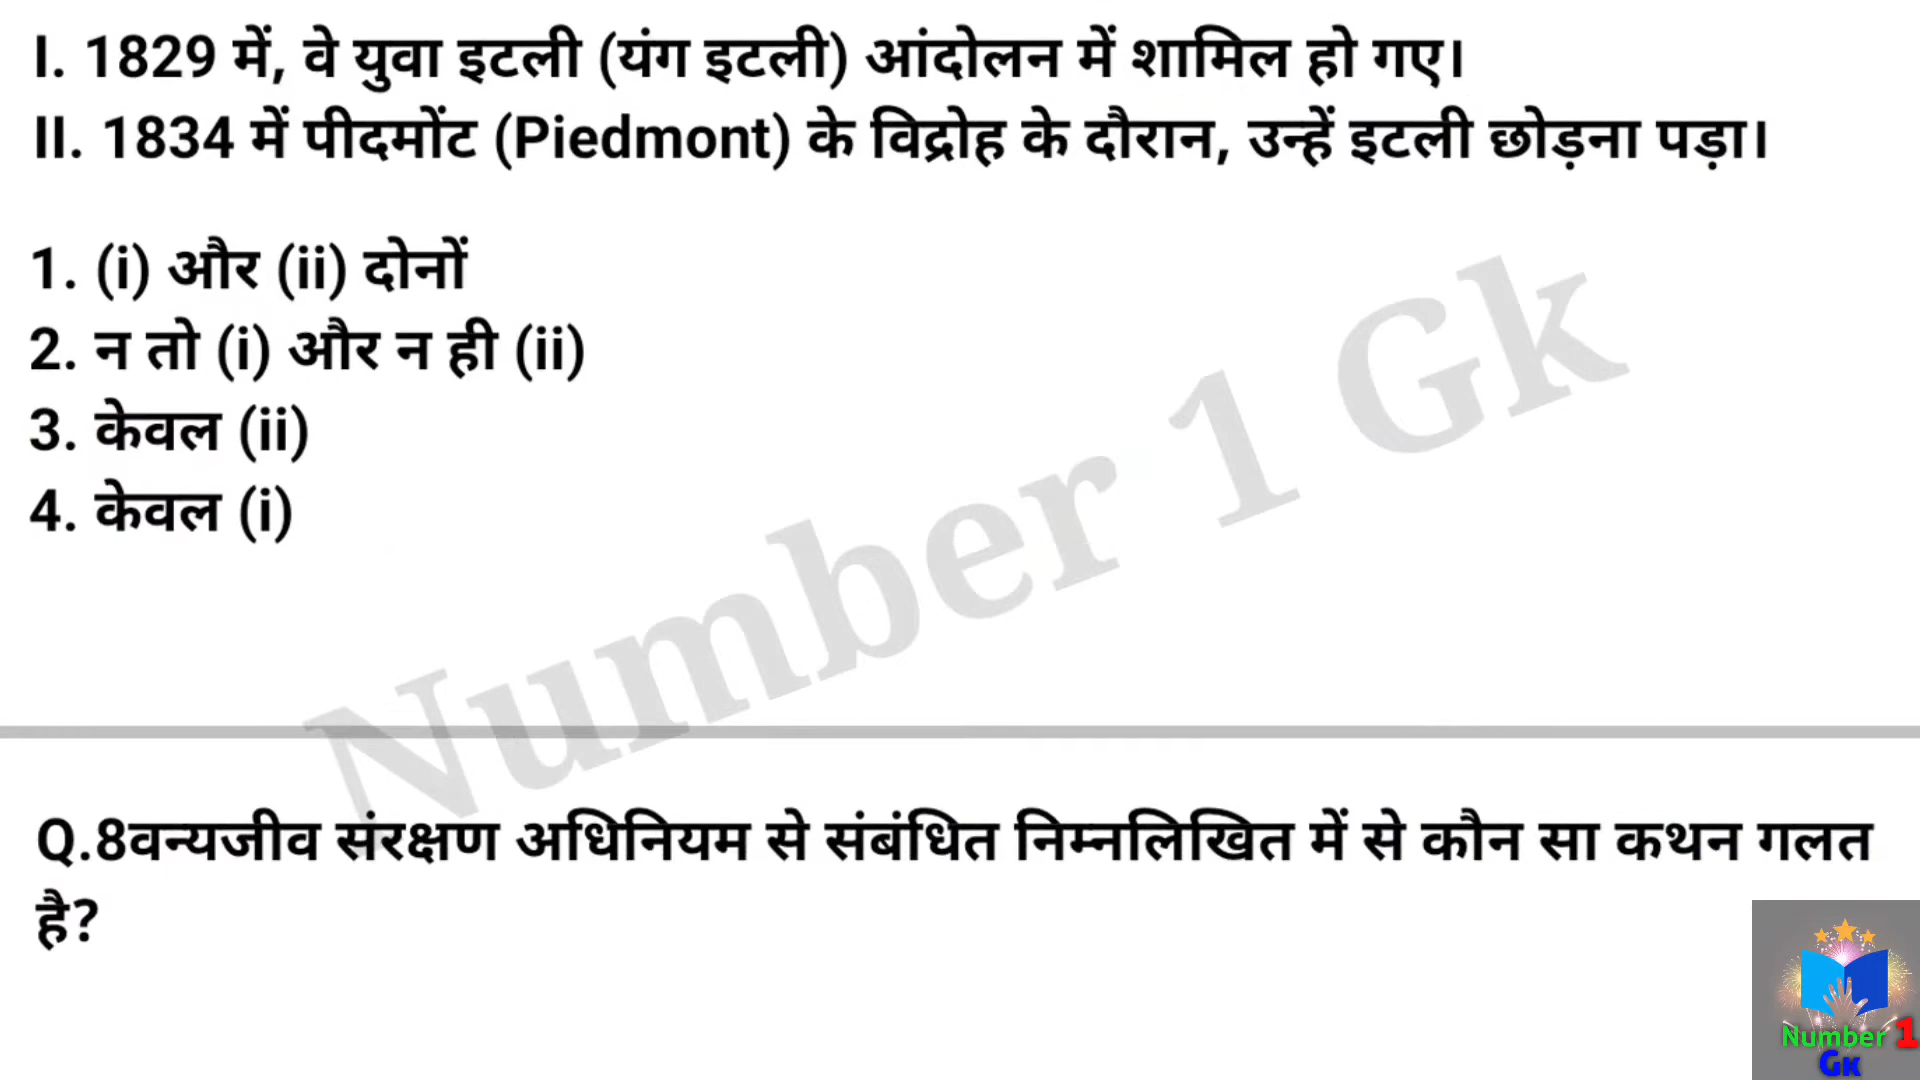 I. 1829 में, वे युवा इटली (यंग इटली) आंदोलन में शामिल हो गए।
II. 1834 में पीदमोंट (Piedmont) के विद्रोह के दौरान, उन्हें इटली छोड़ना पड़ा।
1. (i) और (ii) दोनों
2. न तो (i) और न ही (ii)
3. केवल (ii)
4. केवल (i)
Number 1 Gk
Q.8वन्यजीव संरक्षण अधिनियम से संबंधित निम्नलिखित में से कौन सा कथन गलत
है?
Number 1
GK